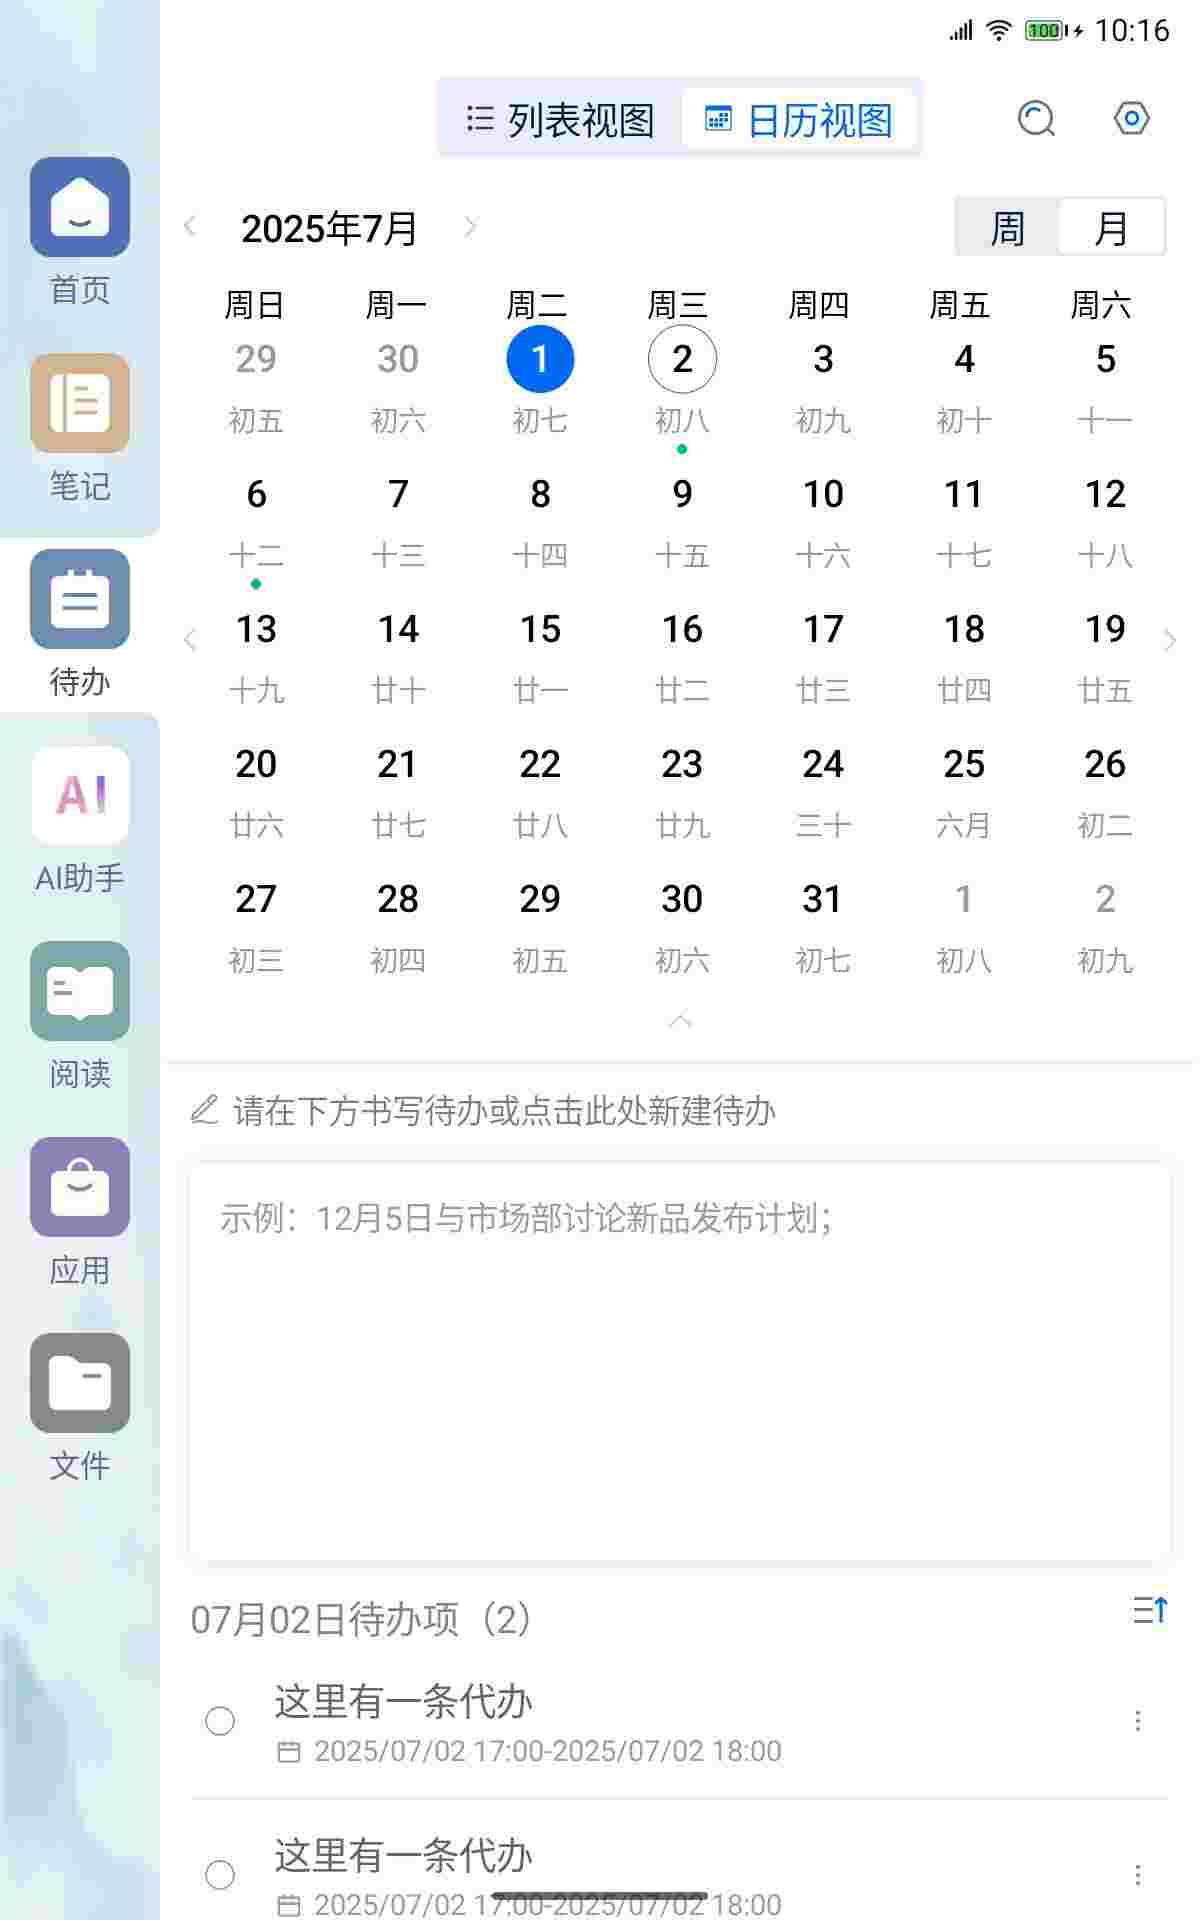 100 10:16
列表视图 日历视图
2025年7月 周 月
周日 周一 周二 周三 周四 周五 周六
29 30 1 2 3 4 5
初五 初六 初七 初八 初九 初十 十一
6 7 8 9 10 11 12
十二 十三 十四 十五 十六 十七 十八
13 14 15 16 17 18 19
十九 廿十 廿一 廿二 廿三 廿四 廿五
20 21 22 23 24 25 26
廿六 廿七 廿八 廿九 三十 六月 初二
27 28 29 30 31 1 2
初三 初四 初五 初六 初七 初八 初九
请在下方书写待办或点击此处新建待办
示例：12月5日与市场部讨论新品发布计划；
07月02日待办项（2）
这里有一条代办
2025/07/02 17:00-2025/07/02 18:00
这里有一条代办
2025/07/02 17:00-2025/07/02 18:00
首页
笔记
待办
AI
AI助手
阅读
应用
文件